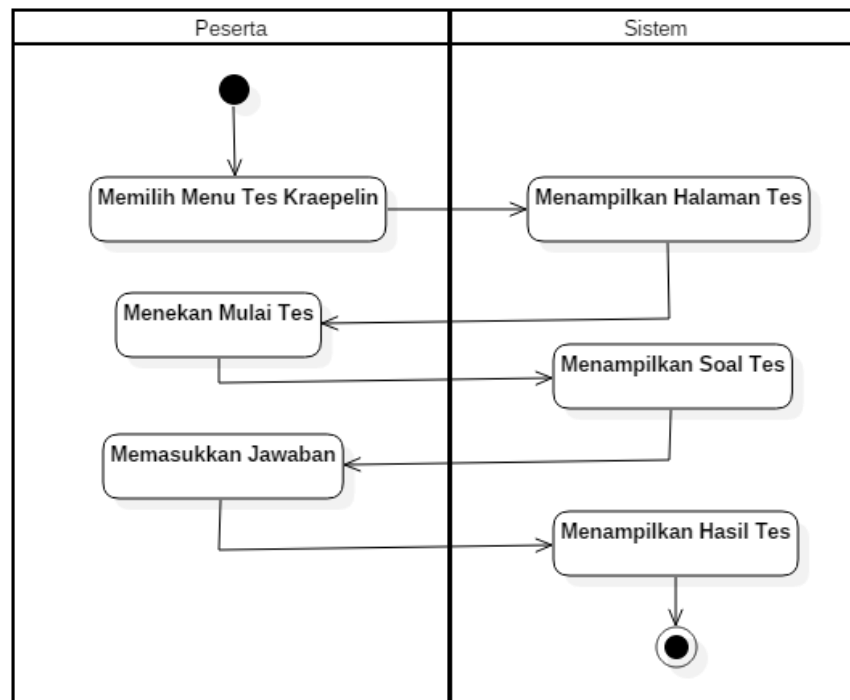 Peserta
Sistem
Memilih Menu Tes Kraepelin
Menampilkan Halaman Tes
Menekan Mulai Tes
Menampilkan Soal Tes
Memasukkan Jawaban
Menampilkan Hasil Tes